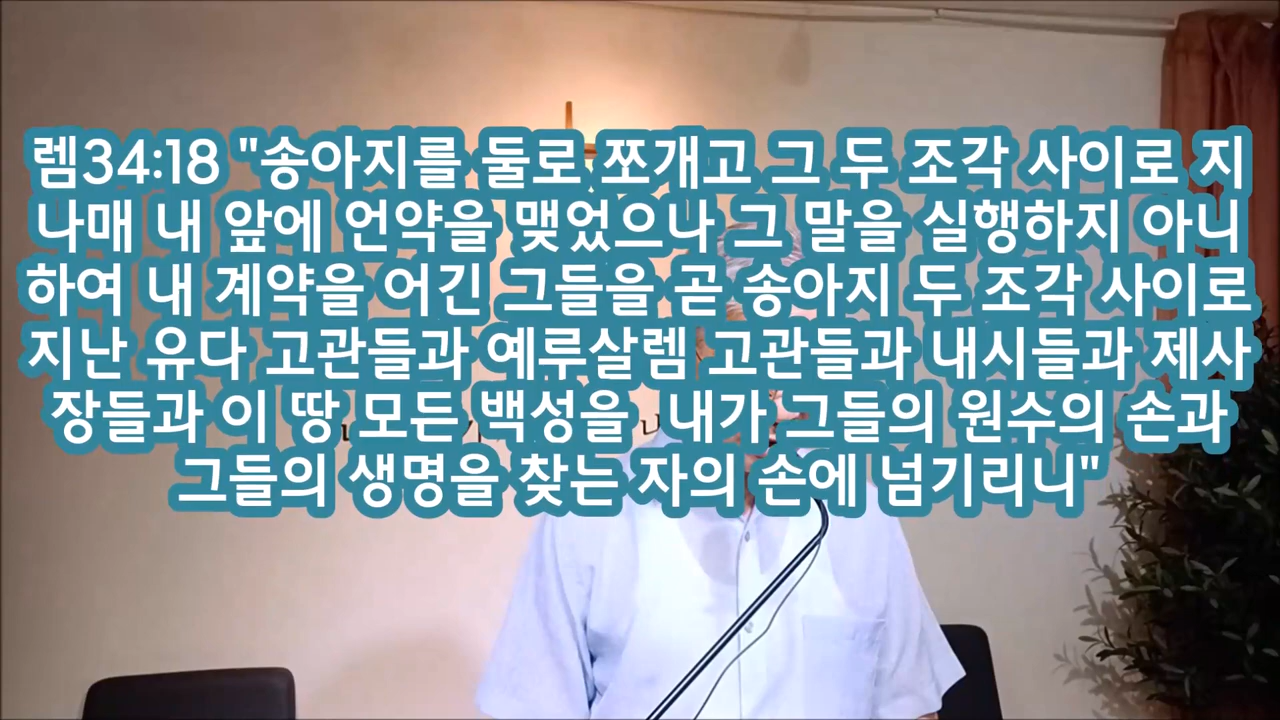 렘34:18 "송아지를 둘로 쪼개고 그 두 조각 사이로 지
나매 내 앞에 언약을 맺었으나 그 말을 실행하지 아니
하여 내 계약을 어긴 그들을 곧 송아지 두 조각 사이로
지난 유다 고관들과 예루살렘 고관들과 내시들과 제사
장들과 이 땅 모든 백성을  내가 그들의 원수의 손과
그들의 생명을 찾는 자의 손에 넘기리니"